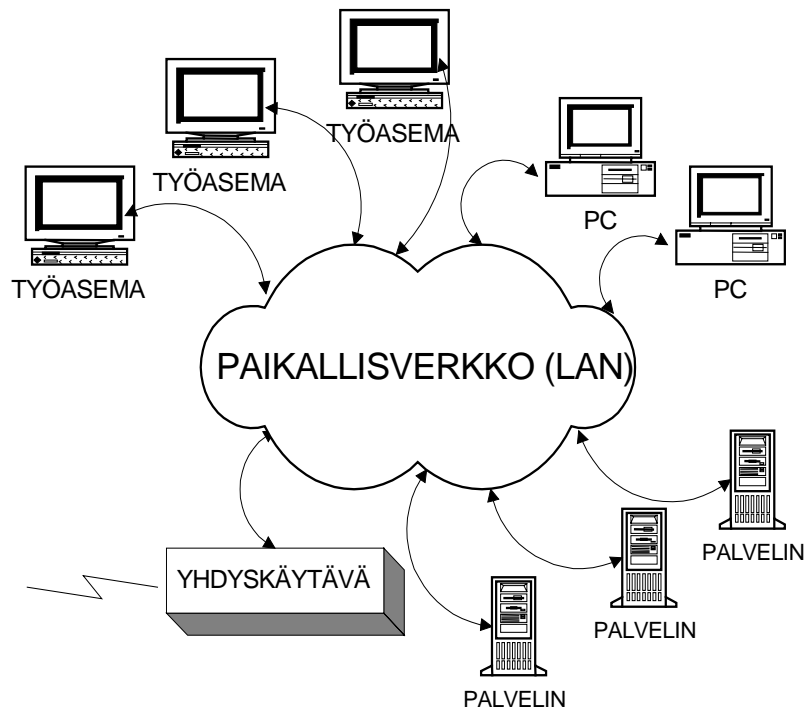 TYÖASEMA
TYÖASEMA
TYÖASEMA
PC
PC
PAIKALLISVERKKO (LAN)
YHDYSKÄYTÄVÄ
PALVELIN
PALVELIN
PALVELIN